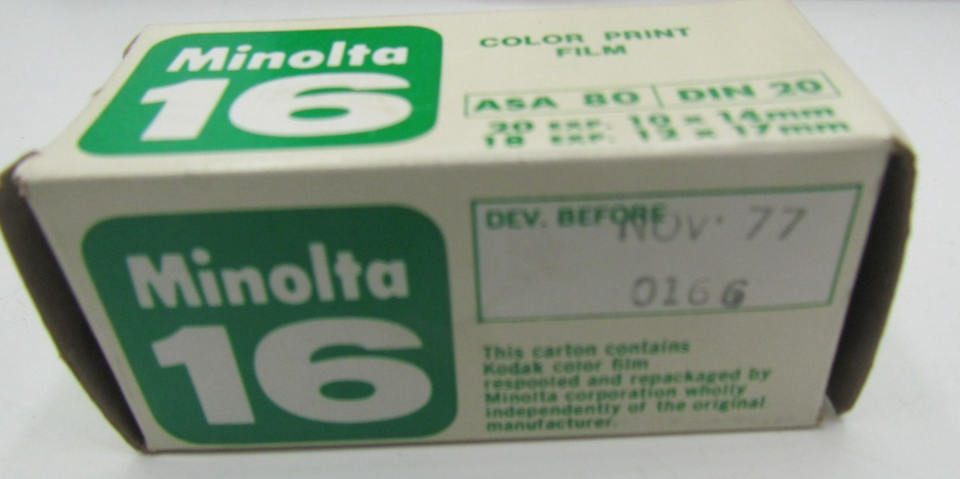 Minolta
16
COLOR PRINT
FILM
ASA 80 | DIN 20
20 EXP. 10 x 14mm
18 EXP. 12 x 17mm
Minolta
16
DEV. BEFORE NOV· 77
0166
This carton contains
Kodak color film
respooled and repackaged by
Minolta corporation wholly
independently of the original
manufacturer.